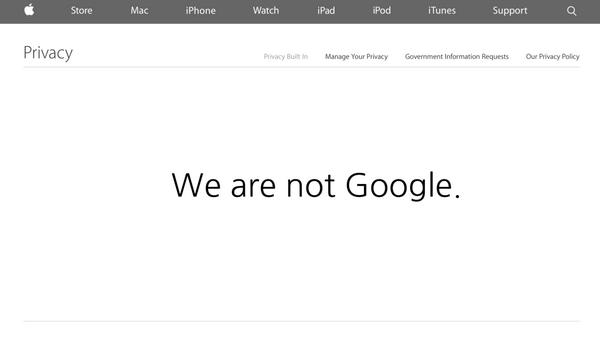 Store Mac iPhone Watch iPad iPod iTunes Support
Privacy Privacy Built In Manage Your Privacy Government Information Requests Our Privacy Policy
We are not Google.